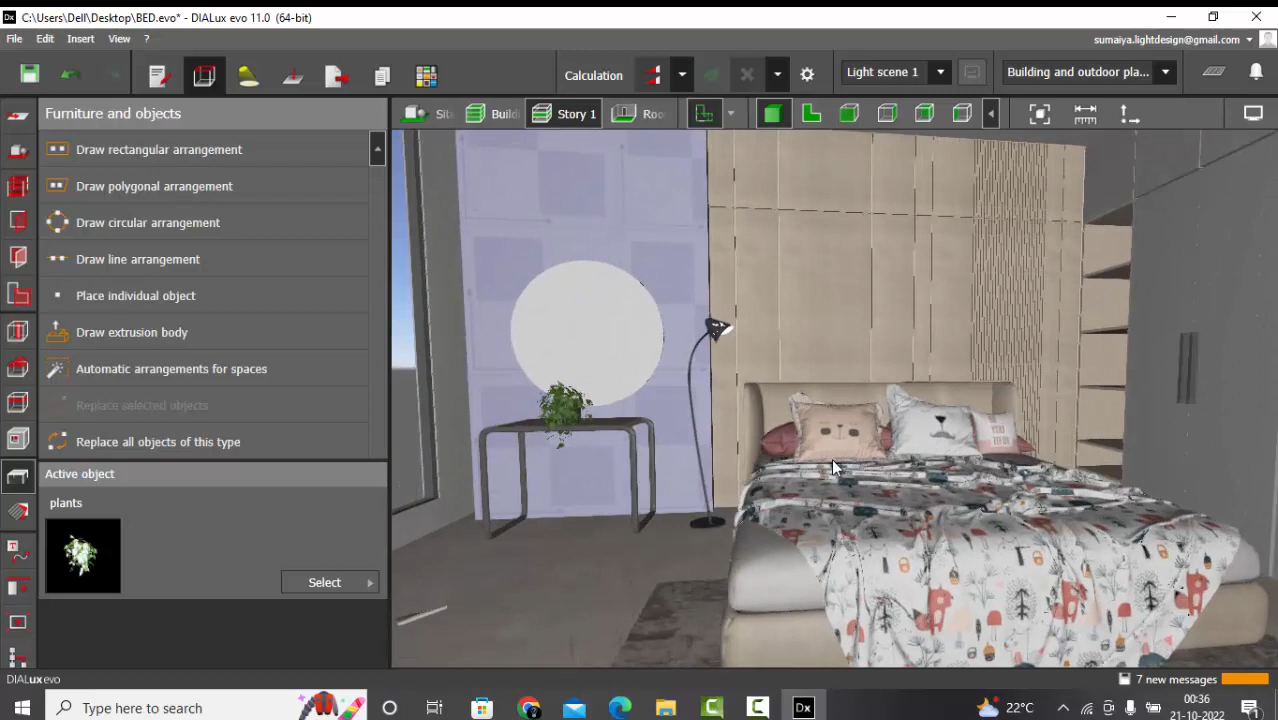 C:\Users\Dell\Desktop\BED.evo* - DIALux evo 11.0 (64-bit)
File Edit Insert View ?
sumaiya.lightdesign@gmail.com
Calculation
Light scene 1
Building and outdoor pla...
Furniture and objects
Sit
Build
Story 1
Roo
Draw rectangular arrangement
Draw polygonal arrangement
Draw circular arrangement
Draw line arrangement
Place individual object
Draw extrusion body
Automatic arrangements for spaces
Replace selected objects
Replace all objects of this type
Active object
plants
Select
DIALux evo
7 new messages
Type here to search
22°C
00:36
21-10-2022